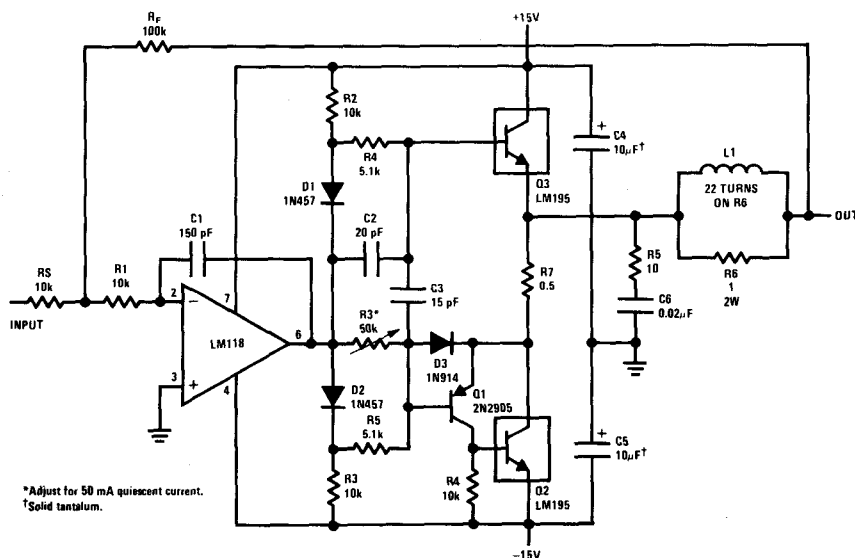 RF
100k
+15V
R2
10k
R4
5.1k
Q3
LM195
C4
+
10μF†
L1
22 TURNS
ON R6
OUT
D1
1N457
C1
150 pF
C2
20 pF
RS
10k
R1
10k
INPUT
2
−
7
LM118
6
3
+
4
C3
15 pF
R3*
50k
R7
0.5
R5
10
R6
1
2W
C6
0.02μF
D3
1N914
D2
1N457
Q1
2N2905
R5
5.1k
R3
10k
R4
10k
Q2
LM195
C5
+
10μF†
*Adjust for 50 mA quiescent current.
†Solid tantalum.
−15V